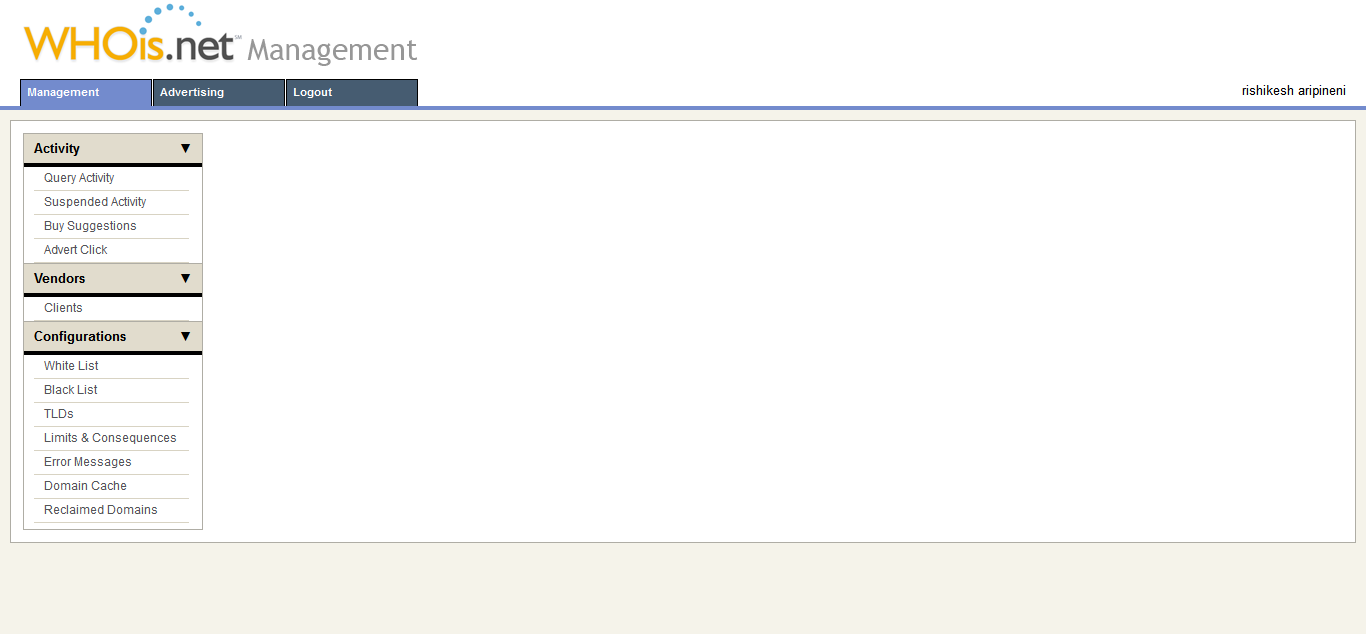 WHOis.net℠ Management
Management Advertising Logout rishikesh aripineni
Activity ▼
Query Activity
Suspended Activity
Buy Suggestions
Advert Click
Vendors ▼
Clients
Configurations ▼
White List
Black List
TLDs
Limits & Consequences
Error Messages
Domain Cache
Reclaimed Domains